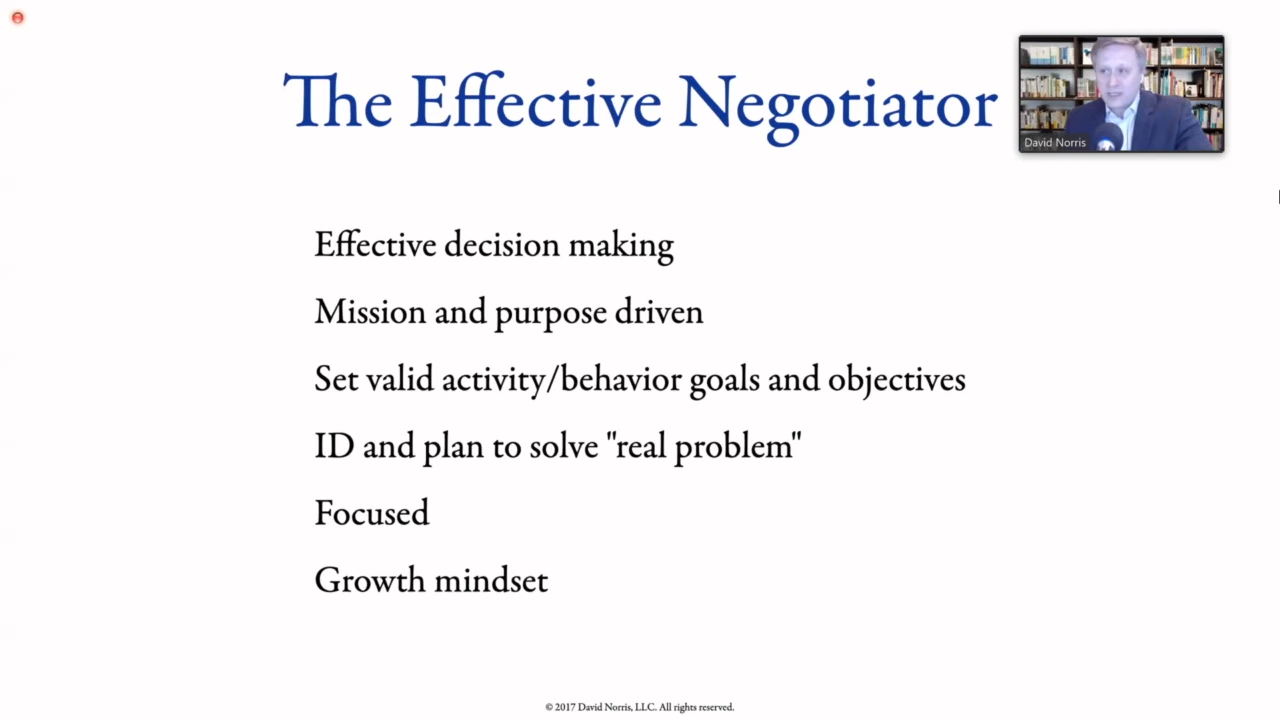 The Effective Negotiator
David Norris
Effective decision making
Mission and purpose driven
Set valid activity/behavior goals and objectives
ID and plan to solve "real problem"
Focused
Growth mindset
© 2017 David Norris, LLC. All rights reserved.